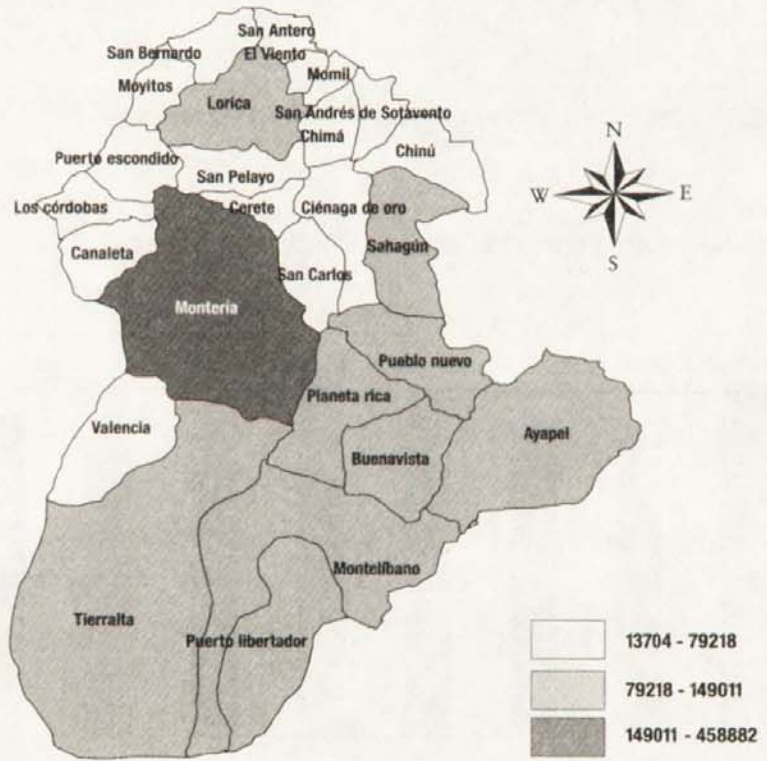 San Antero
San Bernardo
El Viento
Moyitos
Momil
Lorica
San Andrés de Sotavento
Chimá
Chinú
Puerto escondido
San Pelayo
Los córdobas
Cerete
Ciénaga de oro
Canaleta
Sahagún
San Carlos
Montería
Pueblo nuevo
Planeta rica
Valencia
Ayapel
Buenavista
Montelíbano
Tierralta
Puerto libertador
N
W
E
S
13704 - 79218
79218 - 149011
149011 - 458882